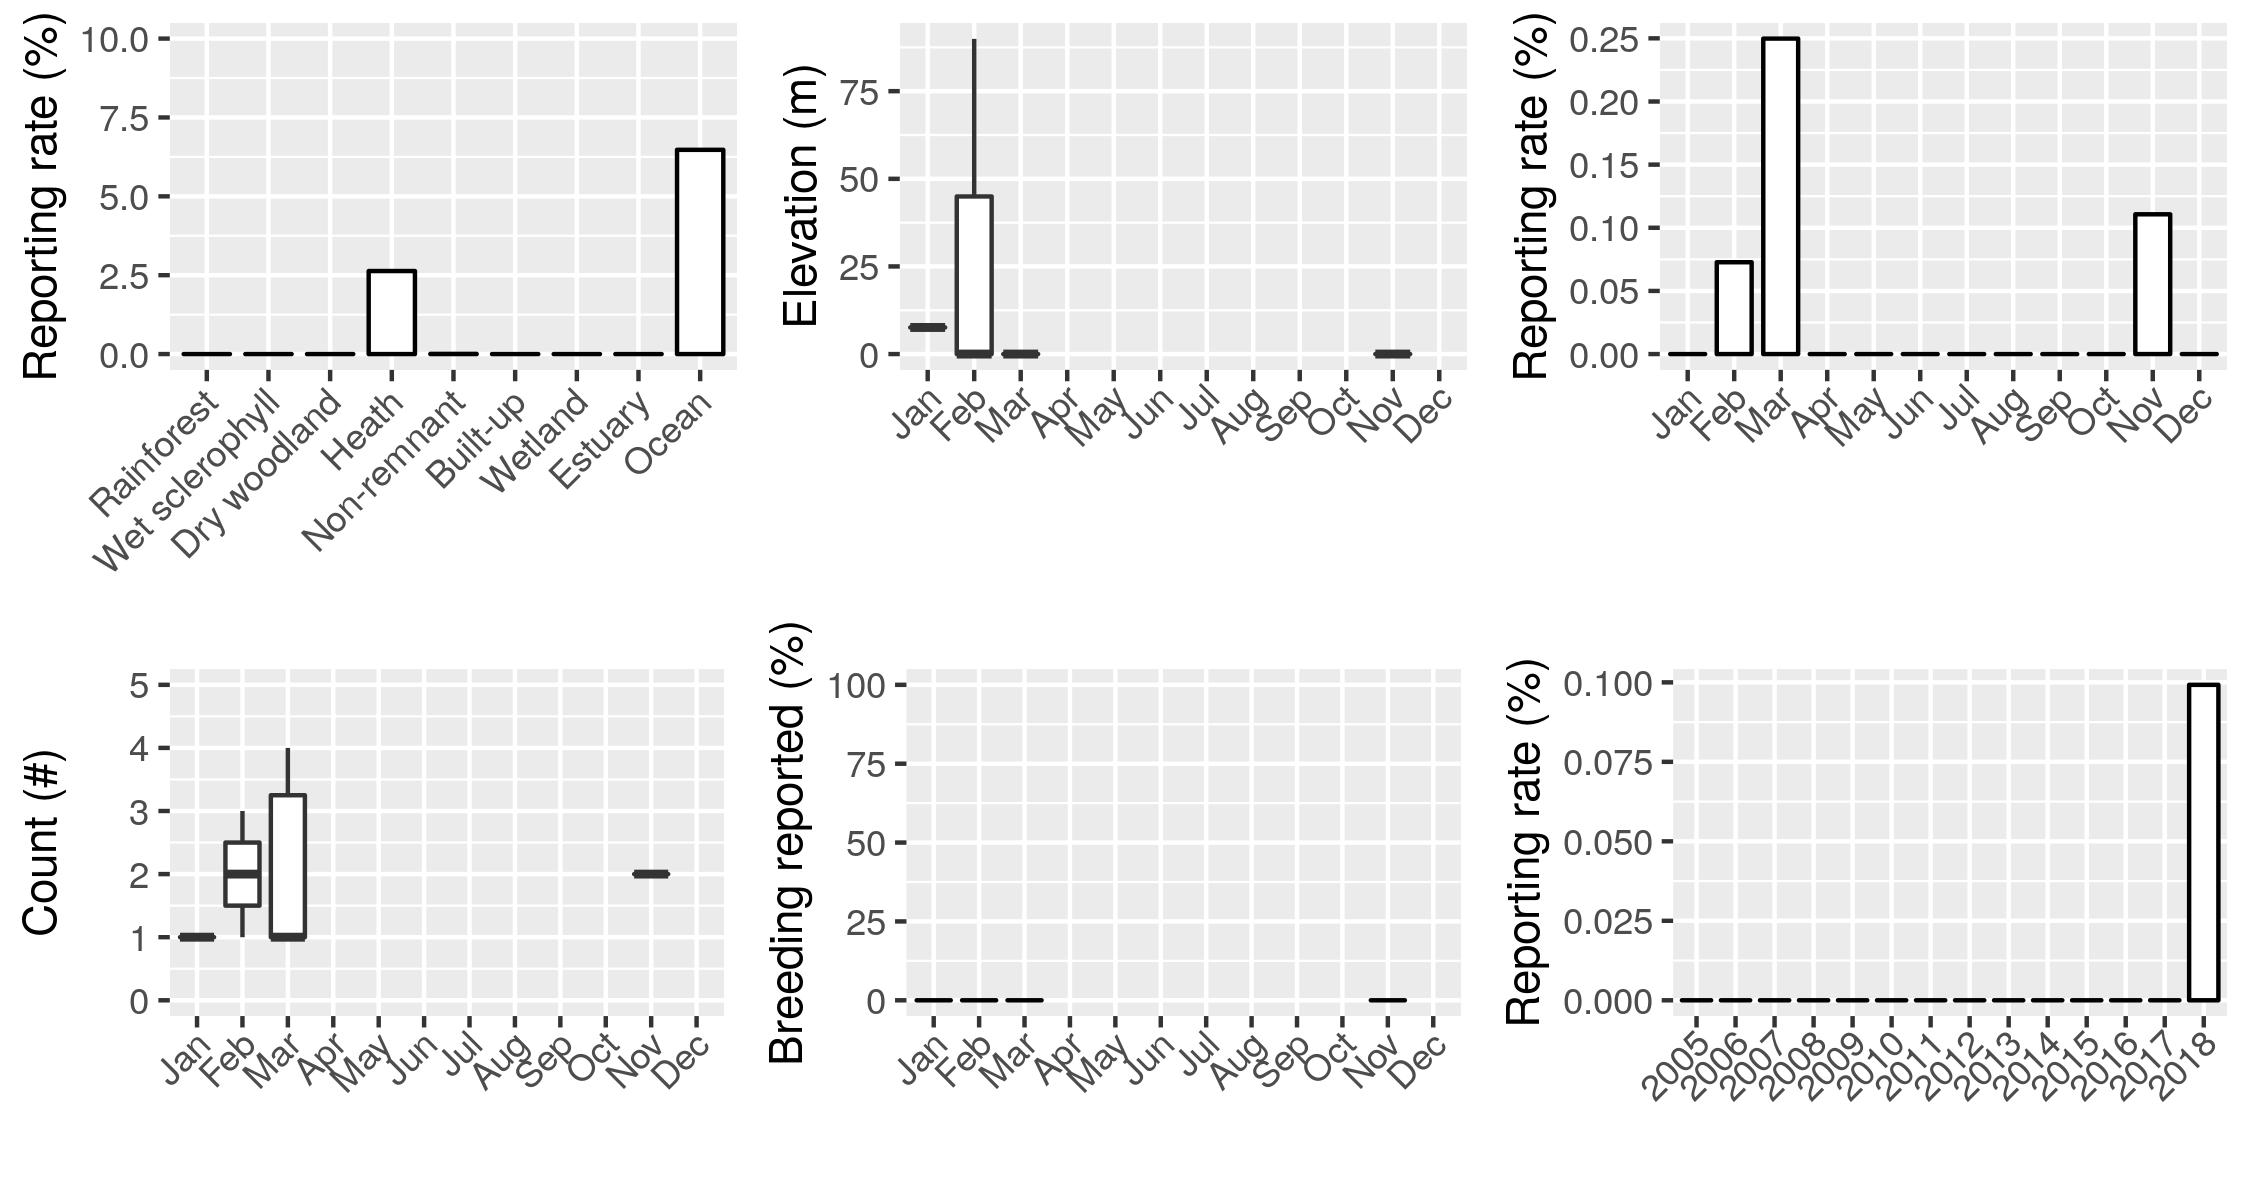 Reporting rate (%)
10.0
7.5
5.0
2.5
0.0
Rainforest
Wet sclerophyll
Dry woodland
Heath
Non-remnant
Built-up
Wetland
Estuary
Ocean
Elevation (m)
75
50
25
0
Jan
Feb
Mar
Apr
May
Jun
Jul
Aug
Sep
Oct
Nov
Dec
Reporting rate (%)
0.25
0.20
0.15
0.10
0.05
0.00
Jan
Feb
Mar
Apr
May
Jun
Jul
Aug
Sep
Oct
Nov
Dec
Count (#)
5
4
3
2
1
0
Jan
Feb
Mar
Apr
May
Jun
Jul
Aug
Sep
Oct
Nov
Dec
Breeding reported (%)
100
75
50
25
0
Jan
Feb
Mar
Apr
May
Jun
Jul
Aug
Sep
Oct
Nov
Dec
Reporting rate (%)
0.100
0.075
0.050
0.025
0.000
2005
2006
2007
2008
2009
2010
2011
2012
2013
2014
2015
2016
2017
2018